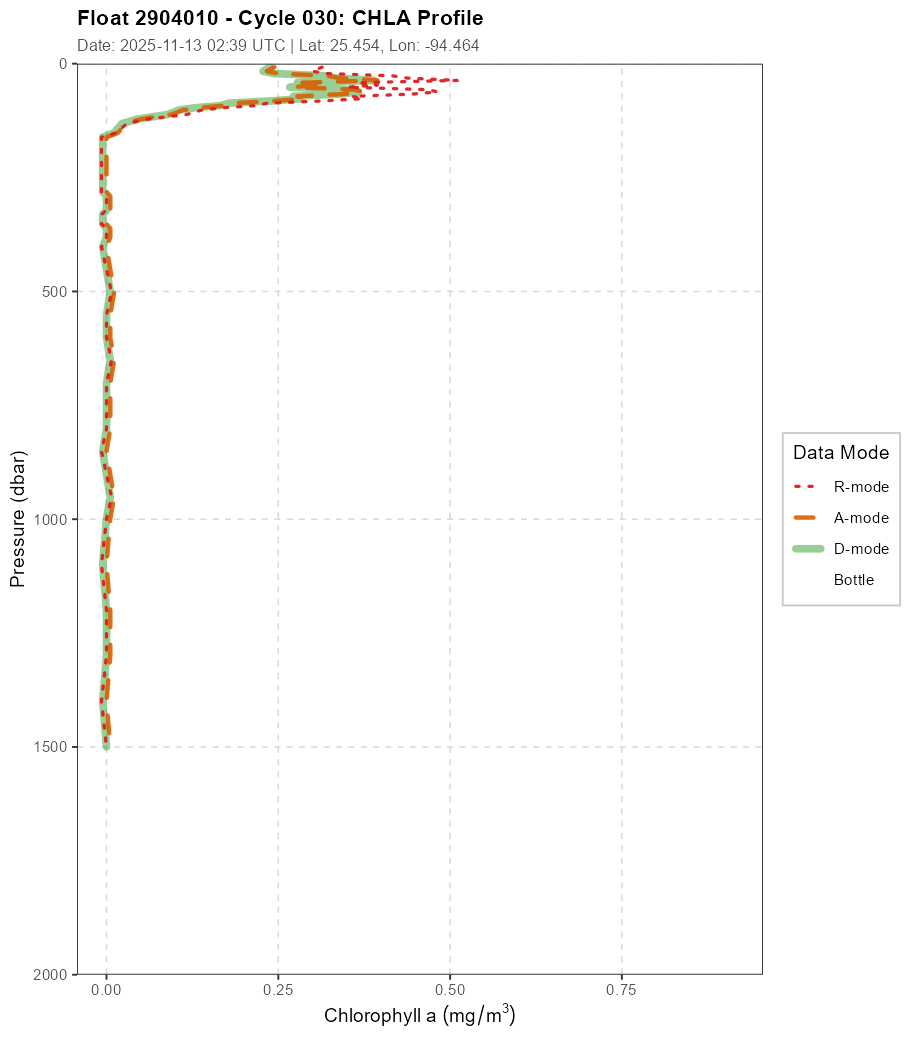 Float 2904010 - Cycle 030: CHLA Profile
Date: 2025-11-13 02:39 UTC | Lat: 25.454, Lon: -94.464
0
500
1000
1500
2000
Pressure (dbar)
0.00
0.25
0.50
0.75
Chlorophyll a (mg/m³)
Data Mode
R-mode
A-mode
D-mode
Bottle